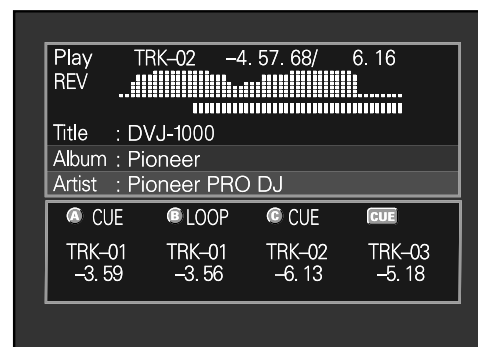 Play TRK–02 –4. 57. 68/ 6. 16
REV
Title : DVJ-1000
Album : Pioneer
Artist : Pioneer PRO DJ
A CUE B LOOP C CUE CUE
TRK–01 TRK–01 TRK–02 TRK–03
–3. 59 –3. 56 –6. 13 –5. 18